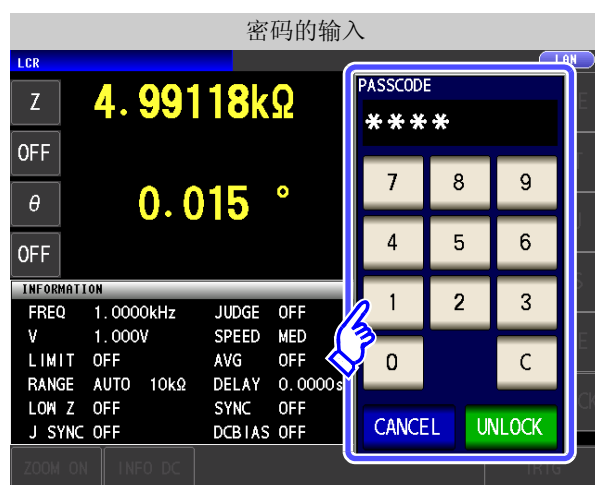 密码的输入
LCR
LAN
Z 4.99118kΩ
OFF
θ 0.015 °
OFF
INFORMATION
FREQ 1.0000kHz JUDGE OFF
V 1.000V SPEED MED
LIMIT OFF AVG OFF
RANGE AUTO 10kΩ DELAY 0.0000s
LOW Z OFF SYNC OFF
J SYNC OFF DCBIAS OFF
ZOOM ON INFO DC
PASSCODE
****
7 8 9
4 5 6
1 2 3
0 C
CANCEL UNLOCK